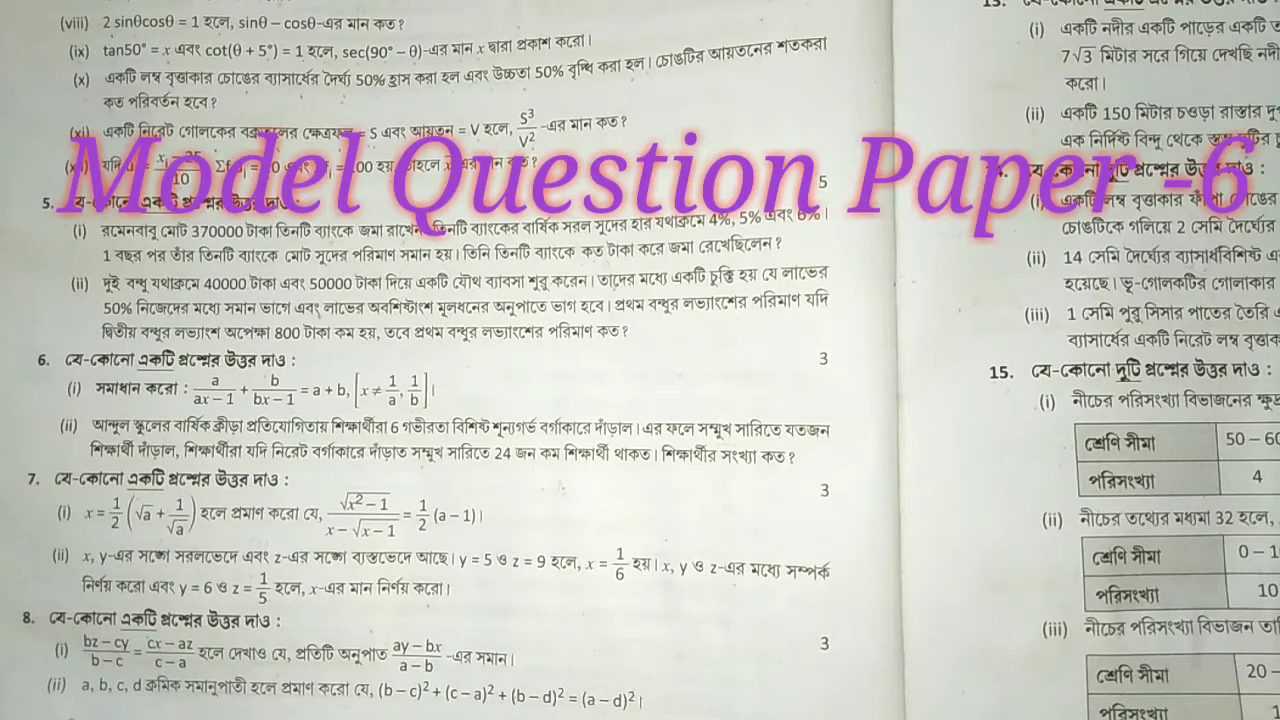 (viii) 2 sinθcosθ = 1 হলে, sinθ – cosθ-এর মান কত?
(ix) tan50° = x এবং cot(θ + 5°) = 1 হলে, sec(90° – θ)-এর মান x দ্বারা প্রকাশ করো।
(x) একটি লম্ব বৃত্তাকার চোঙের ব্যাসার্ধের দৈর্ঘ্য 50% হ্রাস করা হল এবং উচ্চতা 50% বৃদ্ধি করা হল। চোঙটির আয়তনের শতকরা
কত পরিবর্তন হবে?
(xi) একটি নিরেট গোলকের বক্রতলের ক্ষেত্রফল = S এবং আয়তন = V হলে, S³/V² -এর মান কত?
Model Question Paper -6
5
5. যে-কোনো একটি প্রশ্নের উত্তর দাও :
(i) রমেনবাবু মোট 370000 টাকা তিনটি ব্যাংকে জমা রাখেন। তিনটি ব্যাংকের বার্ষিক সরল সুদের হার যথাক্রমে 4%, 5% এবং 6%।
1 বছর পর তাঁর তিনটি ব্যাংকে মোট সুদের পরিমাণ সমান হয়। তিনি তিনটি ব্যাংকে কত টাকা করে জমা রেখেছিলেন?
(ii) দুই বন্ধু যথাক্রমে 40000 টাকা এবং 50000 টাকা দিয়ে একটি যৌথ ব্যাবসা শুরু করেন। তাদের মধ্যে একটি চুক্তি হয় যে লাভের
50% নিজেদের মধ্যে সমান ভাগে এবং লাভের অবশিষ্টাংশ মূলধনের অনুপাতে ভাগ হবে। প্রথম বন্ধুর লভ্যাংশের পরিমাণ যদি
দ্বিতীয় বন্ধুর লভ্যাংশ অপেক্ষা 800 টাকা কম হয়, তবে প্রথম বন্ধুর লভ্যাংশের পরিমাণ কত?
6. যে-কোনো একটি প্রশ্নের উত্তর দাও : 3
(i) সমাধান করো : a/(ax – 1) + b/(bx – 1) = a + b, [x ≠ 1/a, 1/b]।
(ii) আব্দুল স্কুলের বার্ষিক ক্রীড়া প্রতিযোগিতায় শিক্ষার্থীরা 6 গভীরতা বিশিষ্ট শূন্যগর্ভ বর্গাকারে দাঁড়াল। এর ফলে সম্মুখ সারিতে যতজন
শিক্ষার্থী দাঁড়াল, শিক্ষার্থীরা যদি নিরেট বর্গাকারে দাঁড়াত সম্মুখ সারিতে 24 জন কম শিক্ষার্থী থাকত। শিক্ষার্থীর সংখ্যা কত?
7. যে-কোনো একটি প্রশ্নের উত্তর দাও : 3
(i) x = 1/2 (√a + 1/√a) হলে প্রমাণ করো যে, √(x² – 1)/(x – √(x – 1)) = 1/2 (a – 1)।
(ii) x, y-এর সঙ্গে সরলভেদে এবং z-এর সঙ্গে ব্যস্তভেদে আছে। y = 5 ও z = 9 হলে, x = 1/6 হয়। x, y ও z-এর মধ্যে সম্পর্ক
নির্ণয় করো এবং y = 6 ও z = 1/5 হলে, x-এর মান নির্ণয় করো।
8. যে-কোনো একটি প্রশ্নের উত্তর দাও : 3
(i) (bz – cy)/(b – c) = (cx – az)/(c – a) হলে দেখাও যে, প্রতিটি অনুপাত (ay – bx)/(a – b) -এর সমান।
(ii) a, b, c, d ক্রমিক সমানুপাতী হলে প্রমাণ করো যে, (b – c)² + (c – a)² + (b – d)² = (a – d)²।
(i) একটি নদীর একটি পাড়ের একটি
7√3 মিটার সরে গিয়ে দেখছি নদী
করো।
(ii) একটি 150 মিটার চওড়া রাস্তার
এক নির্দিষ্ট বিন্দু থেকে
চোঙটিকে গলিয়ে 2 সেমি দৈর্ঘ্যের
(ii) 14 সেমি দৈর্ঘ্যের ব্যাসার্ধবিশিষ্ট
হয়েছে। ভূ-গোলকটির গোলাকার
(iii) 1 সেমি পুরু সিসার পাতের তৈরি
ব্যাসার্ধের একটি নিরেট লম্ব
15. যে-কোনো দুটি প্রশ্নের উত্তর দাও :
(i) নীচের পরিসংখ্যা বিভাজনের
শ্রেণি সীমা 50 – 60
পরিসংখ্যা 4
(ii) নীচের তথ্যের মধ্যমা 32 হলে,
শ্রেণি সীমা 0 – 1
পরিসংখ্যা 10
(iii) নীচের পরিসংখ্যা বিভাজন
শ্রেণি সীমা 20 –
পরিসংখ্যা